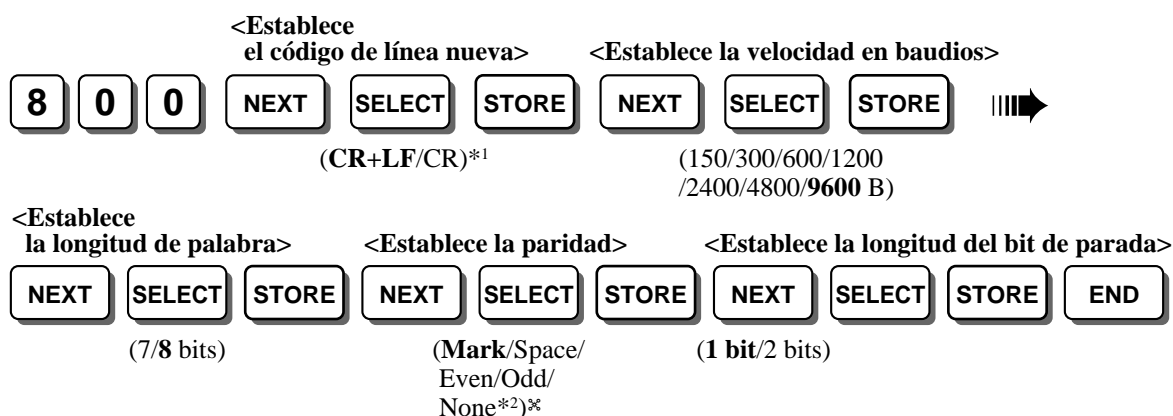 <Establece
el código de línea nueva> <Establece la velocidad en baudios>
8 0 0 NEXT SELECT STORE NEXT SELECT STORE
(CR+LF/CR)*1 (150/300/600/1200
/2400/4800/9600 B)
<Establece
la longitud de palabra> <Establece la paridad> <Establece la longitud del bit de parada>
NEXT SELECT STORE NEXT SELECT STORE NEXT SELECT STORE END
(7/8 bits) (Mark/Space/ (1 bit/2 bits)
Even/Odd/
None*2)⌘